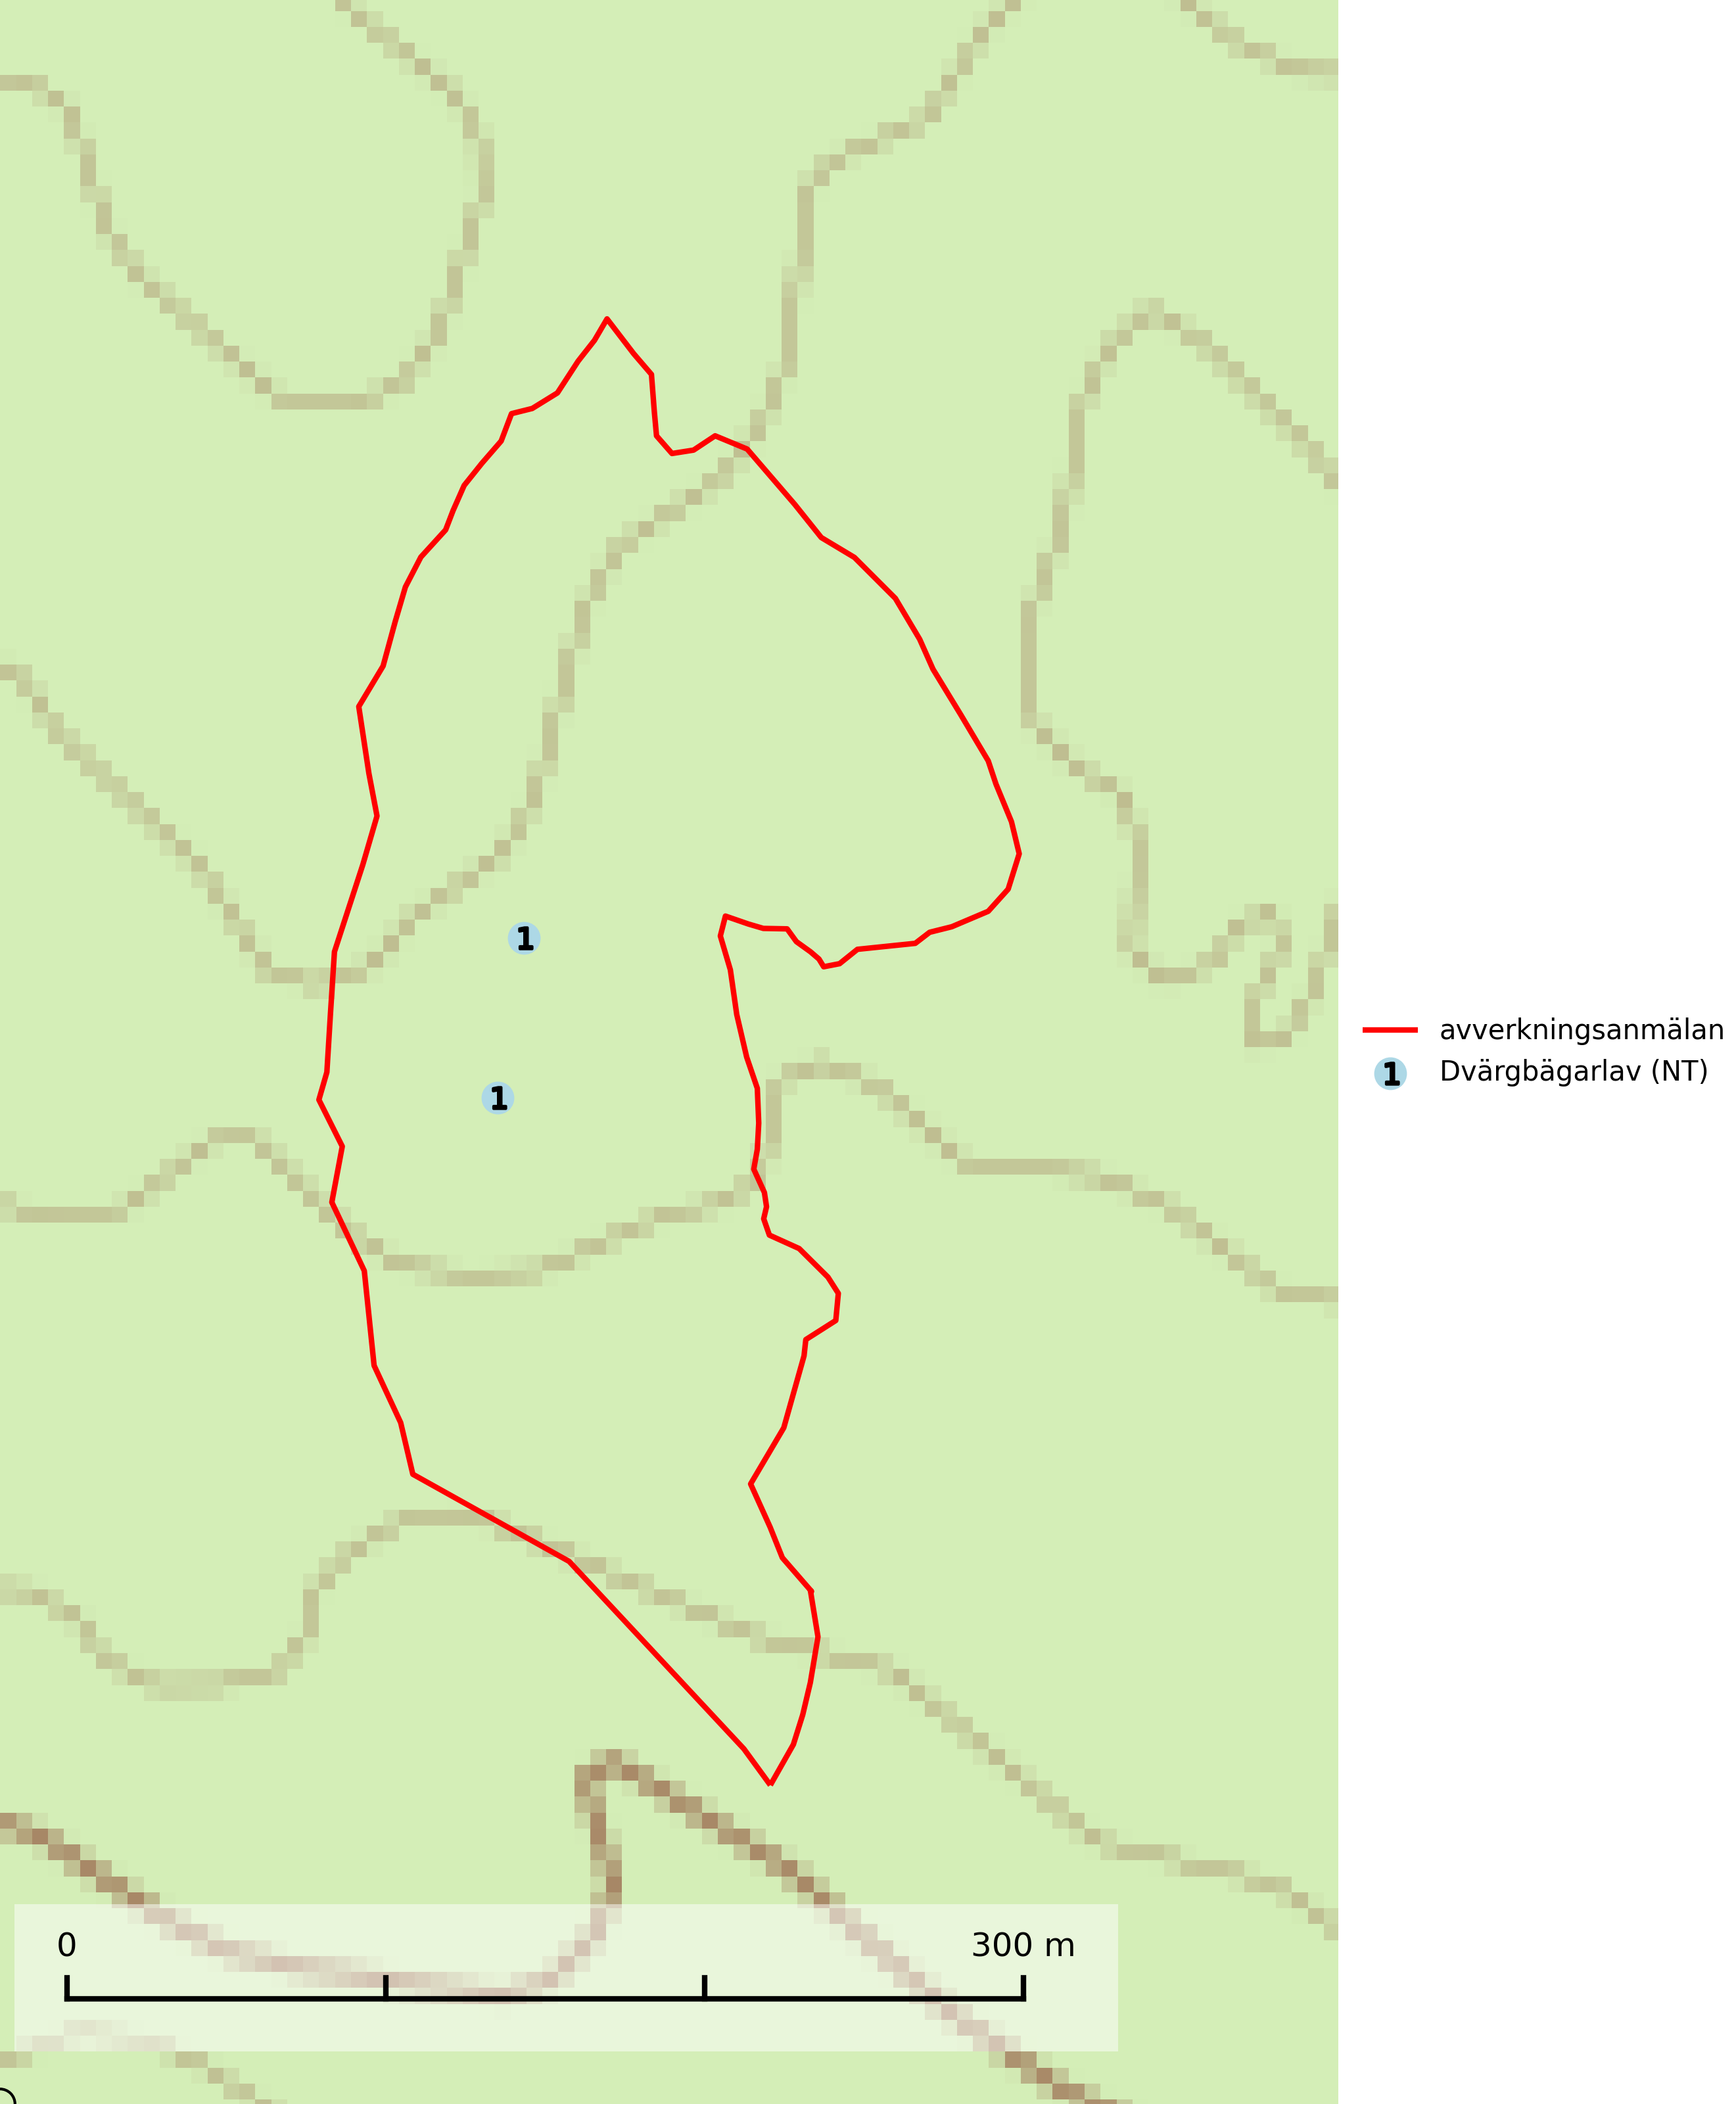 1
1
avverkningsanmälan
1 Dvärgbägarlav (NT)
0 300 m